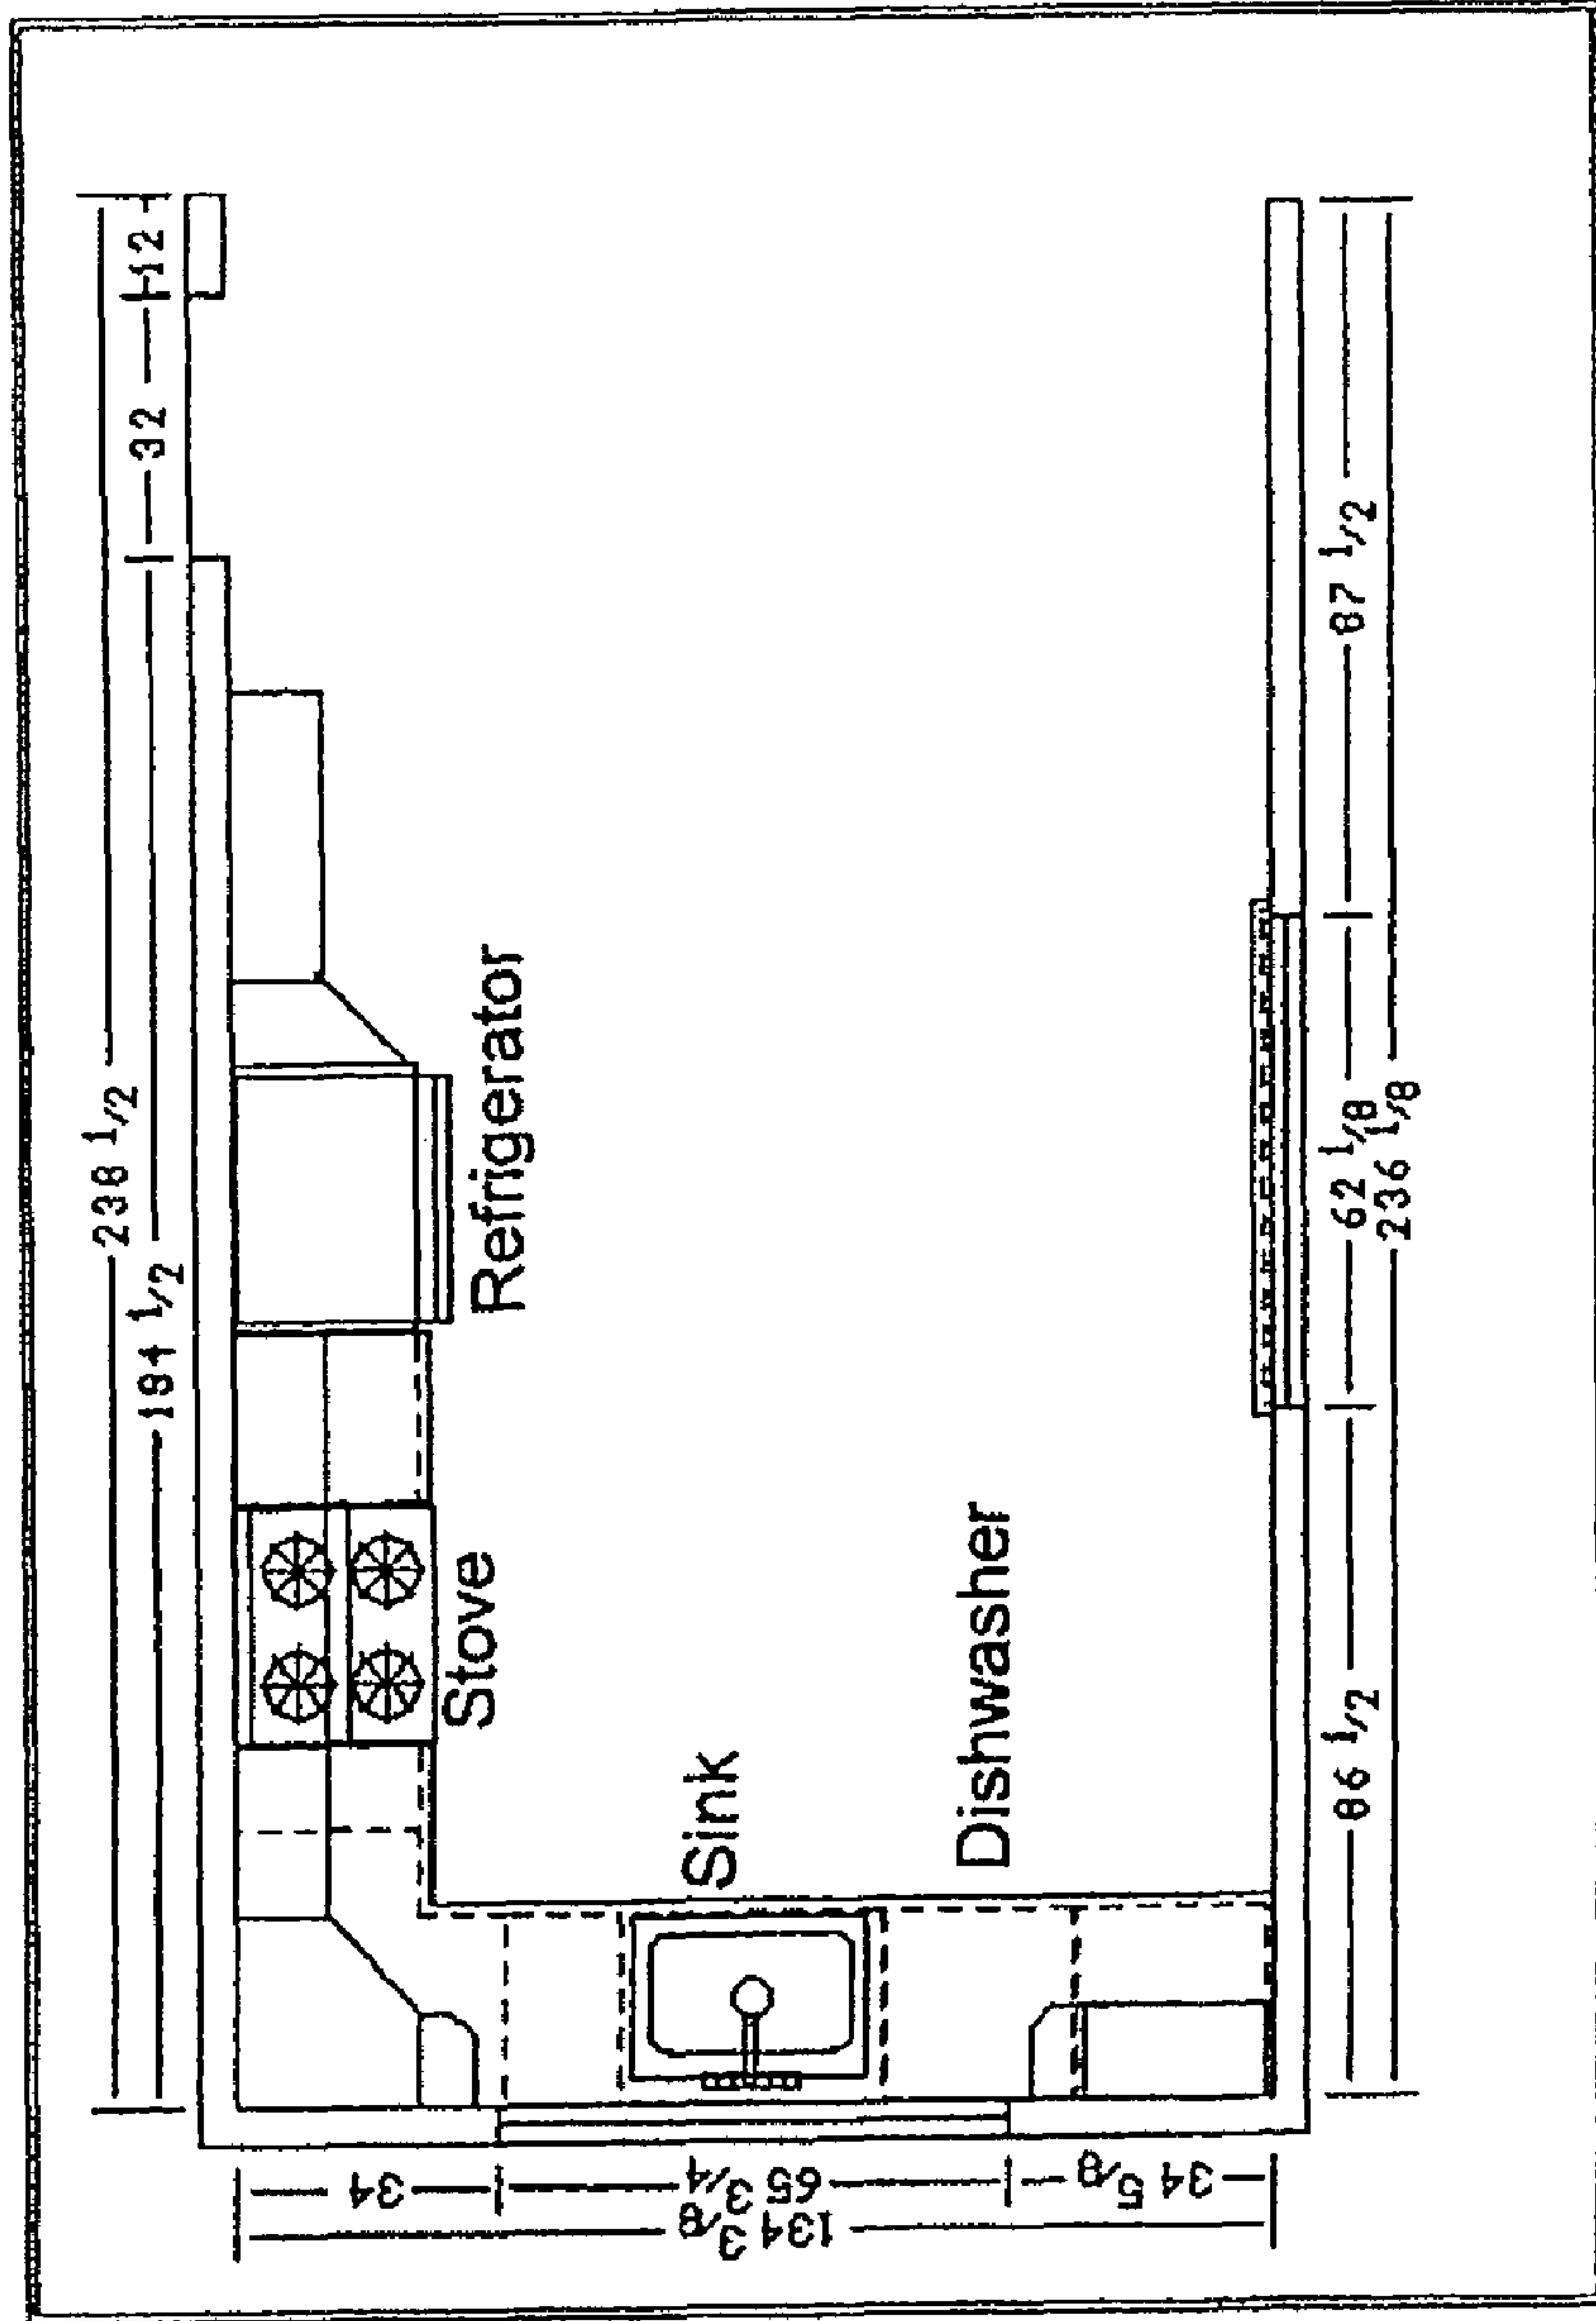 238 1/2
194 1/2 32 12
34
Stove Refrigerator
Sink
65 3/4
134 3/8
Dishwasher
34 5/8
86 1/2 62 1/8 87 1/2
236 1/8